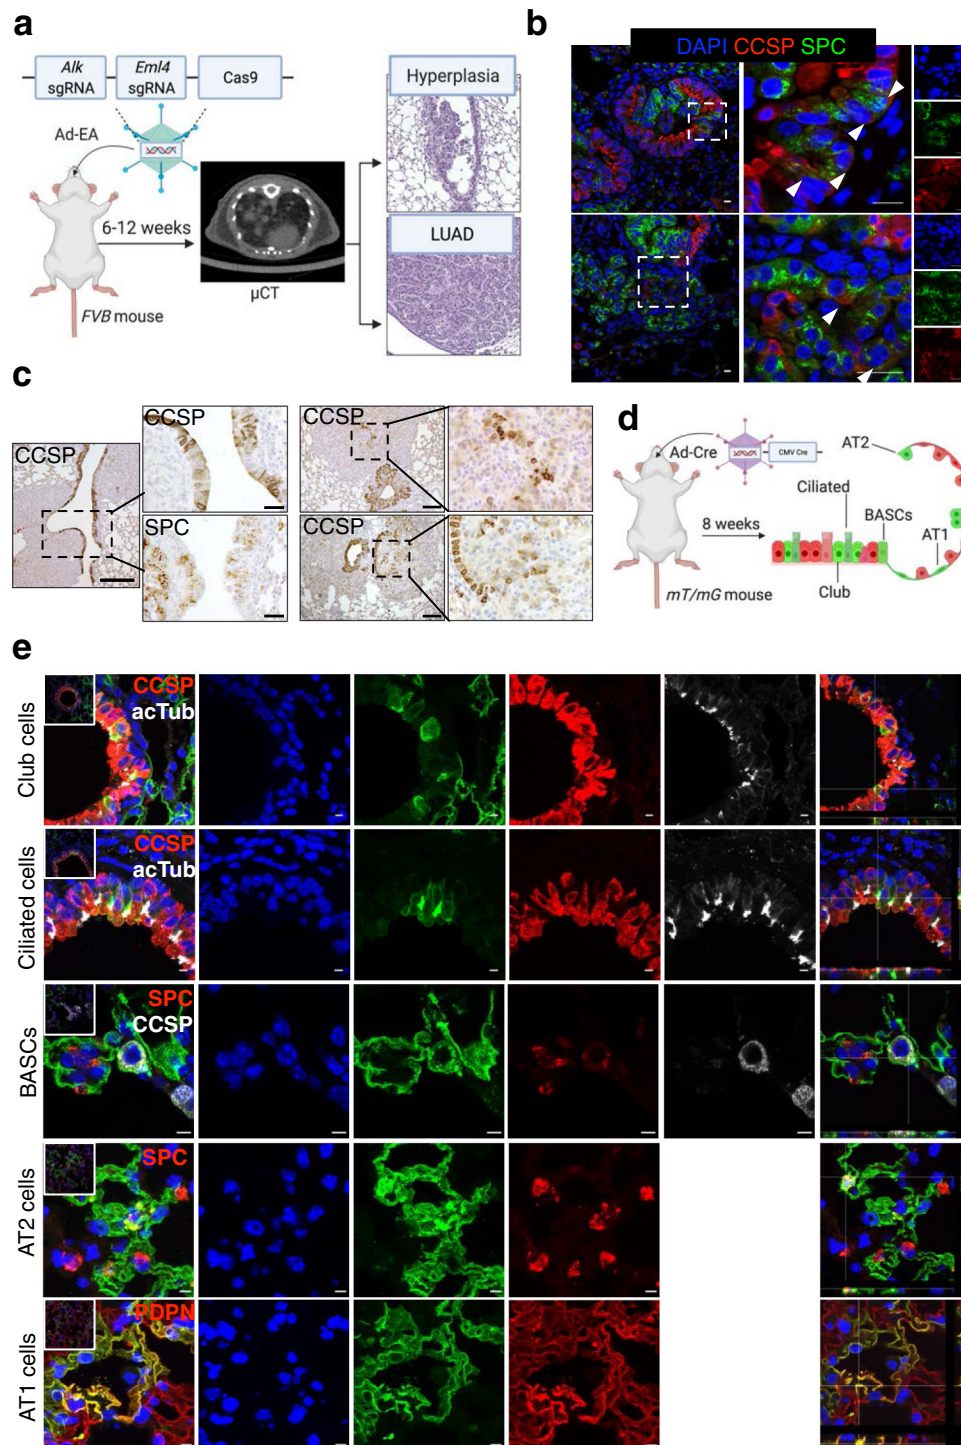 a
Alk
sgRNA
Eml4
sgRNA
Cas9
Ad-EA
6-12 weeks
µCT
FVB mouse
Hyperplasia
LUAD
b
DAPI CCSP SPC
c
CCSP
CCSP
SPC
CCSP
CCSP
d
Ad-Cre
CMV Cre
8 weeks
mT/mG mouse
AT2
Ciliated
BASCs
AT1
Club
e
Club cells
CCSP
acTub
Ciliated cells
CCSP
acTub
BASCs
SPC
CCSP
AT2 cells
SPC
AT1 cells
PDPN